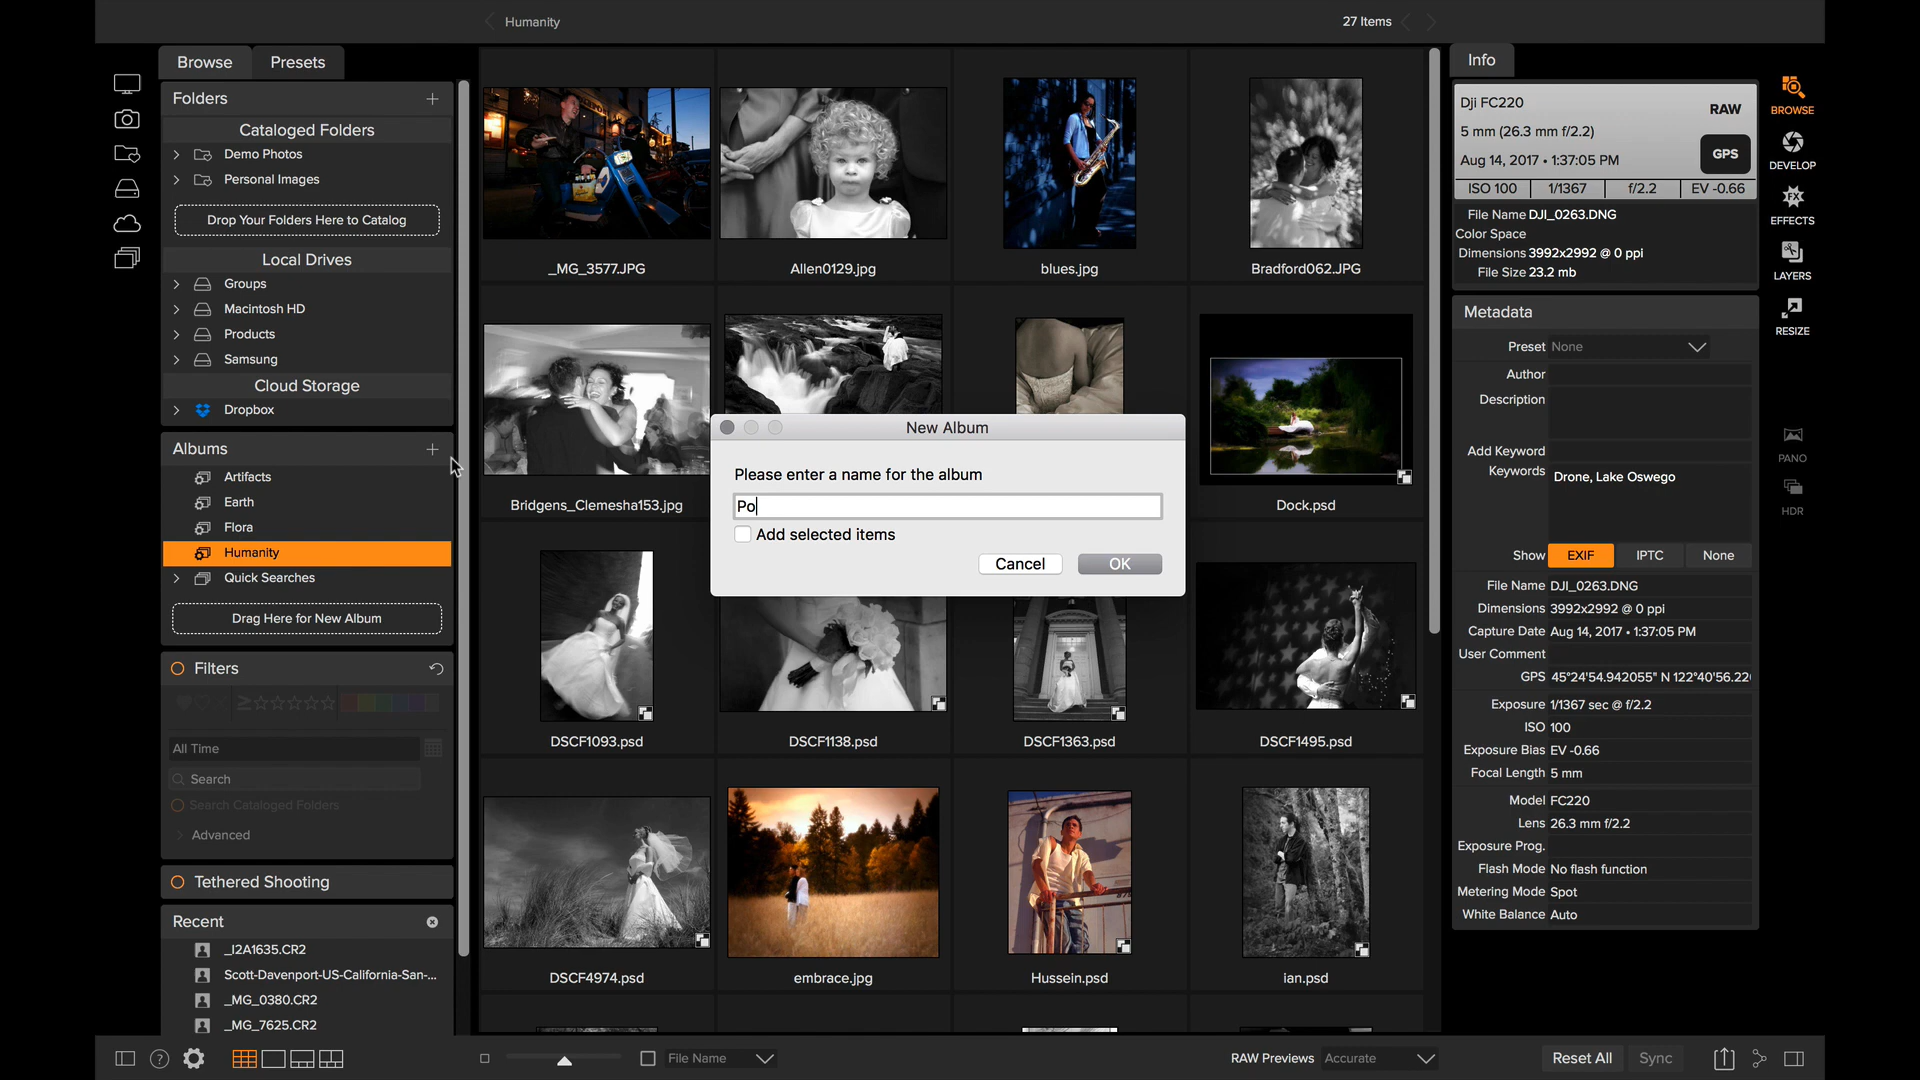 Humanity
27 Items
Browse
Presets
Folders
Cataloged Folders
Demo Photos
Personal Images
Drop Your Folders Here to Catalog
Local Drives
Groups
Macintosh HD
Products
Samsung
Cloud Storage
Dropbox
Albums
Artifacts
Earth
Flora
Humanity
Quick Searches
Drag Here for New Album
Filters
All Time
Search
Search Cataloged Folders
Advanced
Tethered Shooting
Recent
_I2A1635.CR2
Scott-Davenport-US-California-San-...
_MG_0380.CR2
_MG_7625.CR2
_MG_3577.JPG
Allen0129.jpg
blues.jpg
Bradford062.JPG
Bridgens_Clemesha153.jpg
Dock.psd
New Album
Please enter a name for the album
Po
Add selected items
Cancel
OK
DSCF1093.psd
DSCF1138.psd
DSCF1363.psd
DSCF1495.psd
DSCF4974.psd
embrace.jpg
Hussein.psd
ian.psd
Info
Dji FC220
RAW
5 mm (26.3 mm f/2.2)
Aug 14, 2017 • 1:37:05 PM
GPS
ISO 100 1/1367 f/2.2 EV -0.66
File Name DJI_0263.DNG
Color Space
Dimensions 3992x2992 @ 0 ppi
File Size 23.2 mb
Metadata
Preset None
Author
Description
Add Keyword
Keywords Drone, Lake Oswego
Show EXIF IPTC None
File Name DJI_0263.DNG
Dimensions 3992x2992 @ 0 ppi
Capture Date Aug 14, 2017 • 1:37:05 PM
User Comment
GPS 45°24'54.942055" N 122°40'56.22
Exposure 1/1367 sec @ f/2.2
ISO 100
Exposure Bias EV -0.66
Focal Length 5 mm
Model FC220
Lens 26.3 mm f/2.2
Exposure Prog.
Flash Mode No flash function
Metering Mode Spot
White Balance Auto
BROWSE
DEVELOP
FX
EFFECTS
LAYERS
RESIZE
PANO
HDR
?
File Name
RAW Previews Accurate
Reset All
Sync